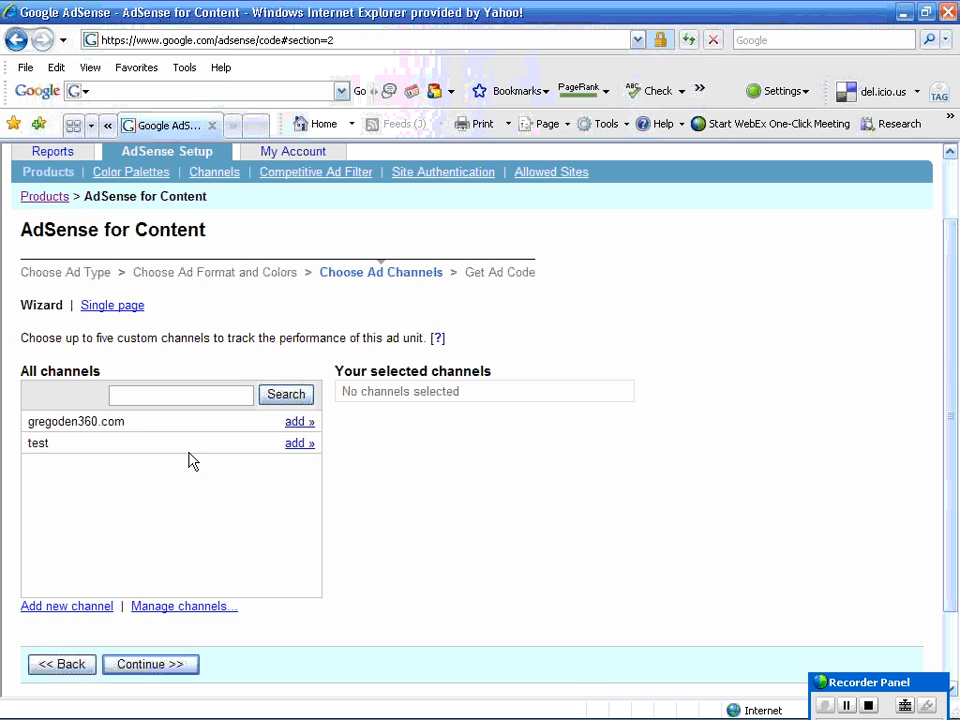 Google AdSense - AdSense for Content - Windows Internet Explorer provided by Yahoo!
https://www.google.com/adsense/code#section=2
Google
File Edit View Favorites Tools Help
Google G Go Bookmarks PageRank Check » Settings del.icio.us TAG
« Google AdS... Home Feeds (J) Print Page Tools Help Start WebEx One-Click Meeting Research »
Reports AdSense Setup My Account
Products | Color Palettes | Channels | Competitive Ad Filter | Site Authentication | Allowed Sites
Products > AdSense for Content
AdSense for Content
Choose Ad Type > Choose Ad Format and Colors > Choose Ad Channels > Get Ad Code
Wizard | Single page
Choose up to five custom channels to track the performance of this ad unit. [?]
All channels Your selected channels
Search No channels selected
gregoden360.com add »
test add »
Add new channel | Manage channels...
<< Back Continue >>
Recorder Panel
Internet